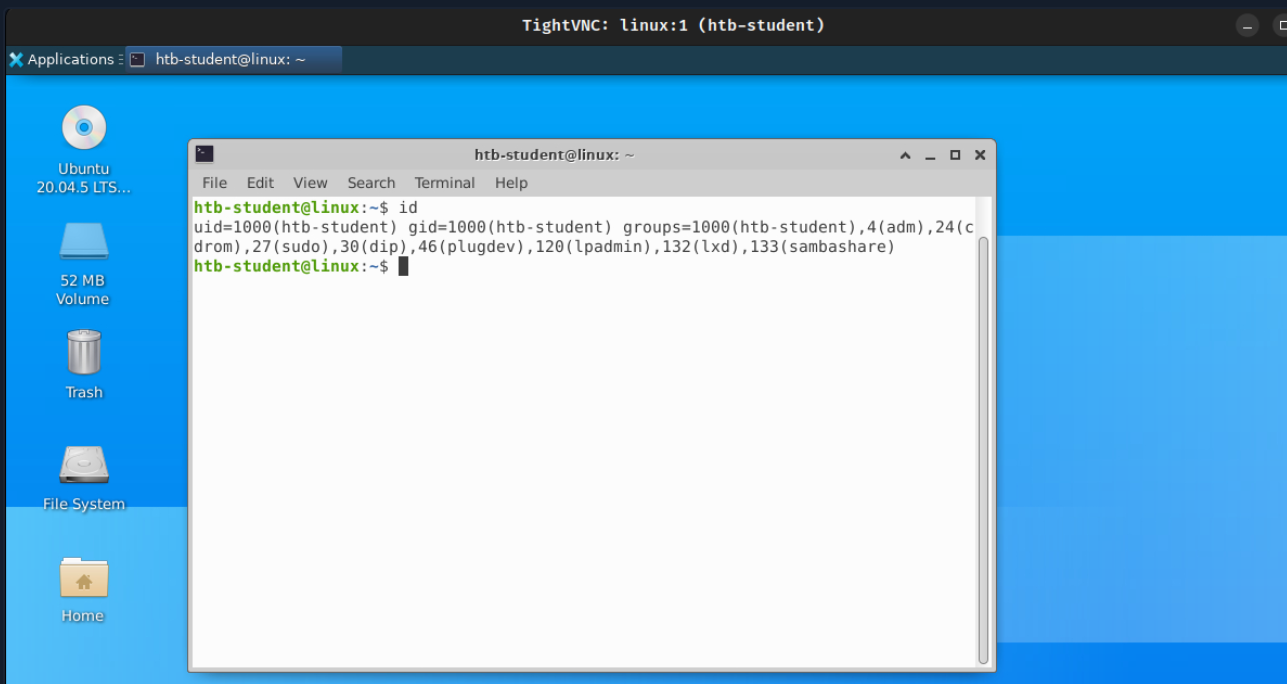 TightVNC: linux:1 (htb-student)
Applications
htb-student@linux: ~
Ubuntu
20.04.5 LTS...
52 MB
Volume
Trash
File System
Home
htb-student@linux: ~
File Edit View Search Terminal Help
htb-student@linux:~$ id
uid=1000(htb-student) gid=1000(htb-student) groups=1000(htb-student),4(adm),24(c
drom),27(sudo),30(dip),46(plugdev),120(lpadmin),132(lxd),133(sambashare)
htb-student@linux:~$